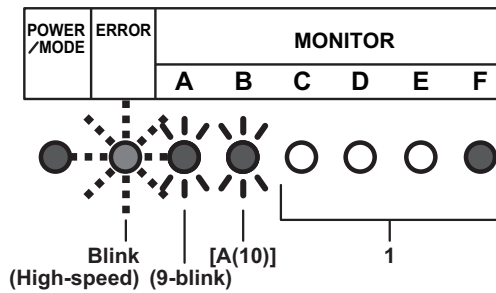 POWER
/MODE
ERROR
MONITOR
A B C D E F
Blink
(High-speed)
(9-blink)
[A(10)]
1